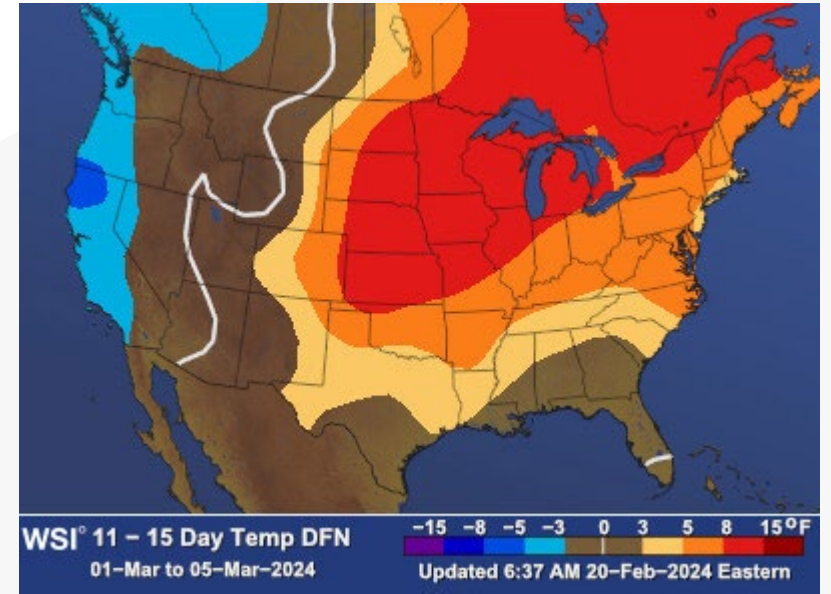 WSI° 11 – 15 Day Temp DFN
01–Mar to 05–Mar–2024
–15 –8 –5 –3 0 3 5 8 15°F
Updated 6:37 AM 20–Feb–2024 Eastern